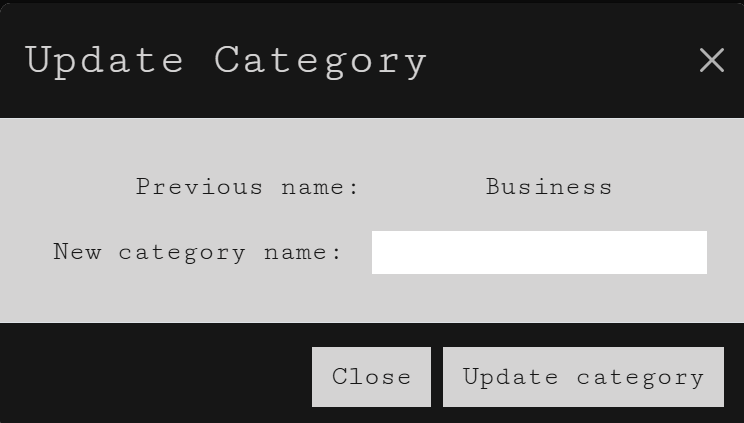 Update Category
Previous name: Business
New category name:
Close Update category